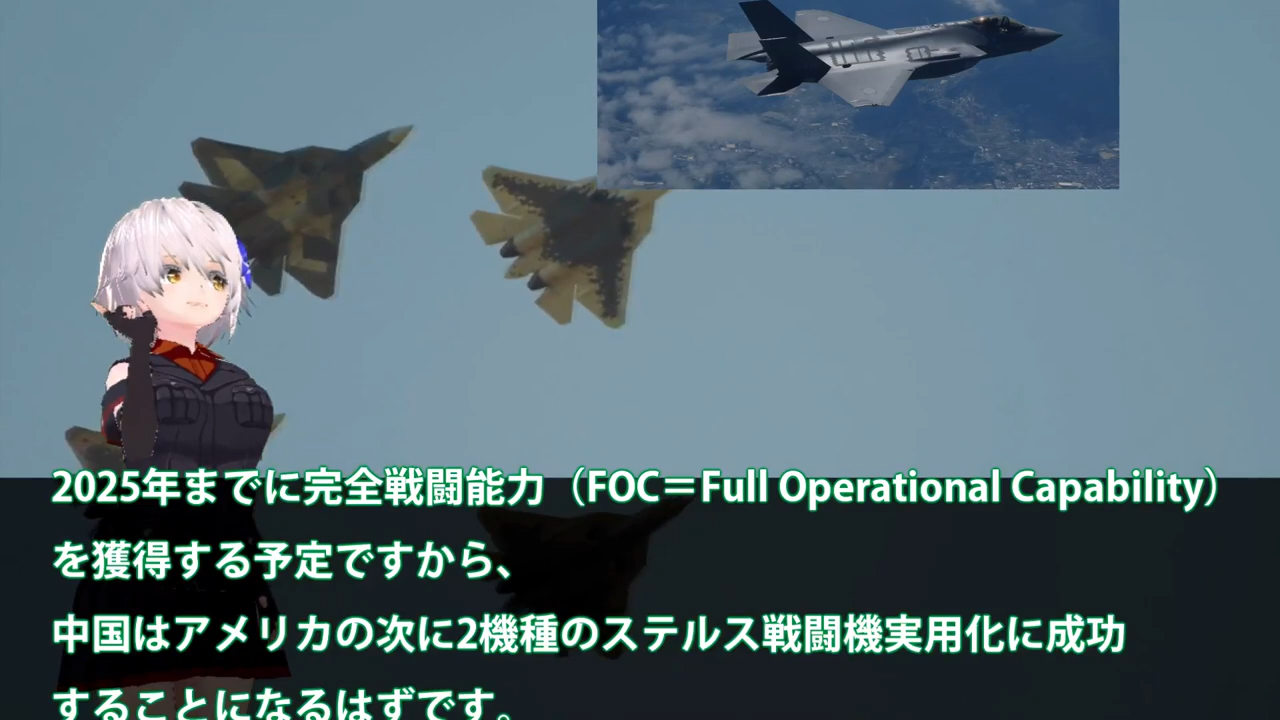 2025年までに完全戦闘能力（FOC＝Full Operational Capability）
を獲得する予定ですから、
中国はアメリカの次に2機種のステルス戦闘機実用化に成功
することになるはずです。